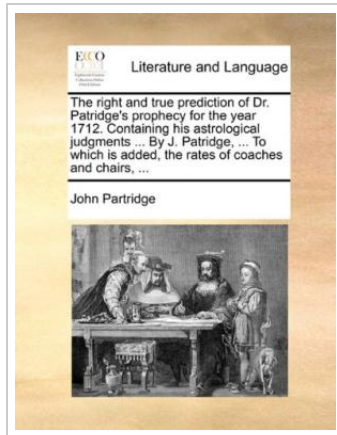 ECCO
Literature and Language
The right and true prediction of Dr.
Patridge's prophecy for the year
1712. Containing his astrological
judgments ... By J. Patridge, ... To
which is added, the rates of coaches
and chairs, ...
John Partridge